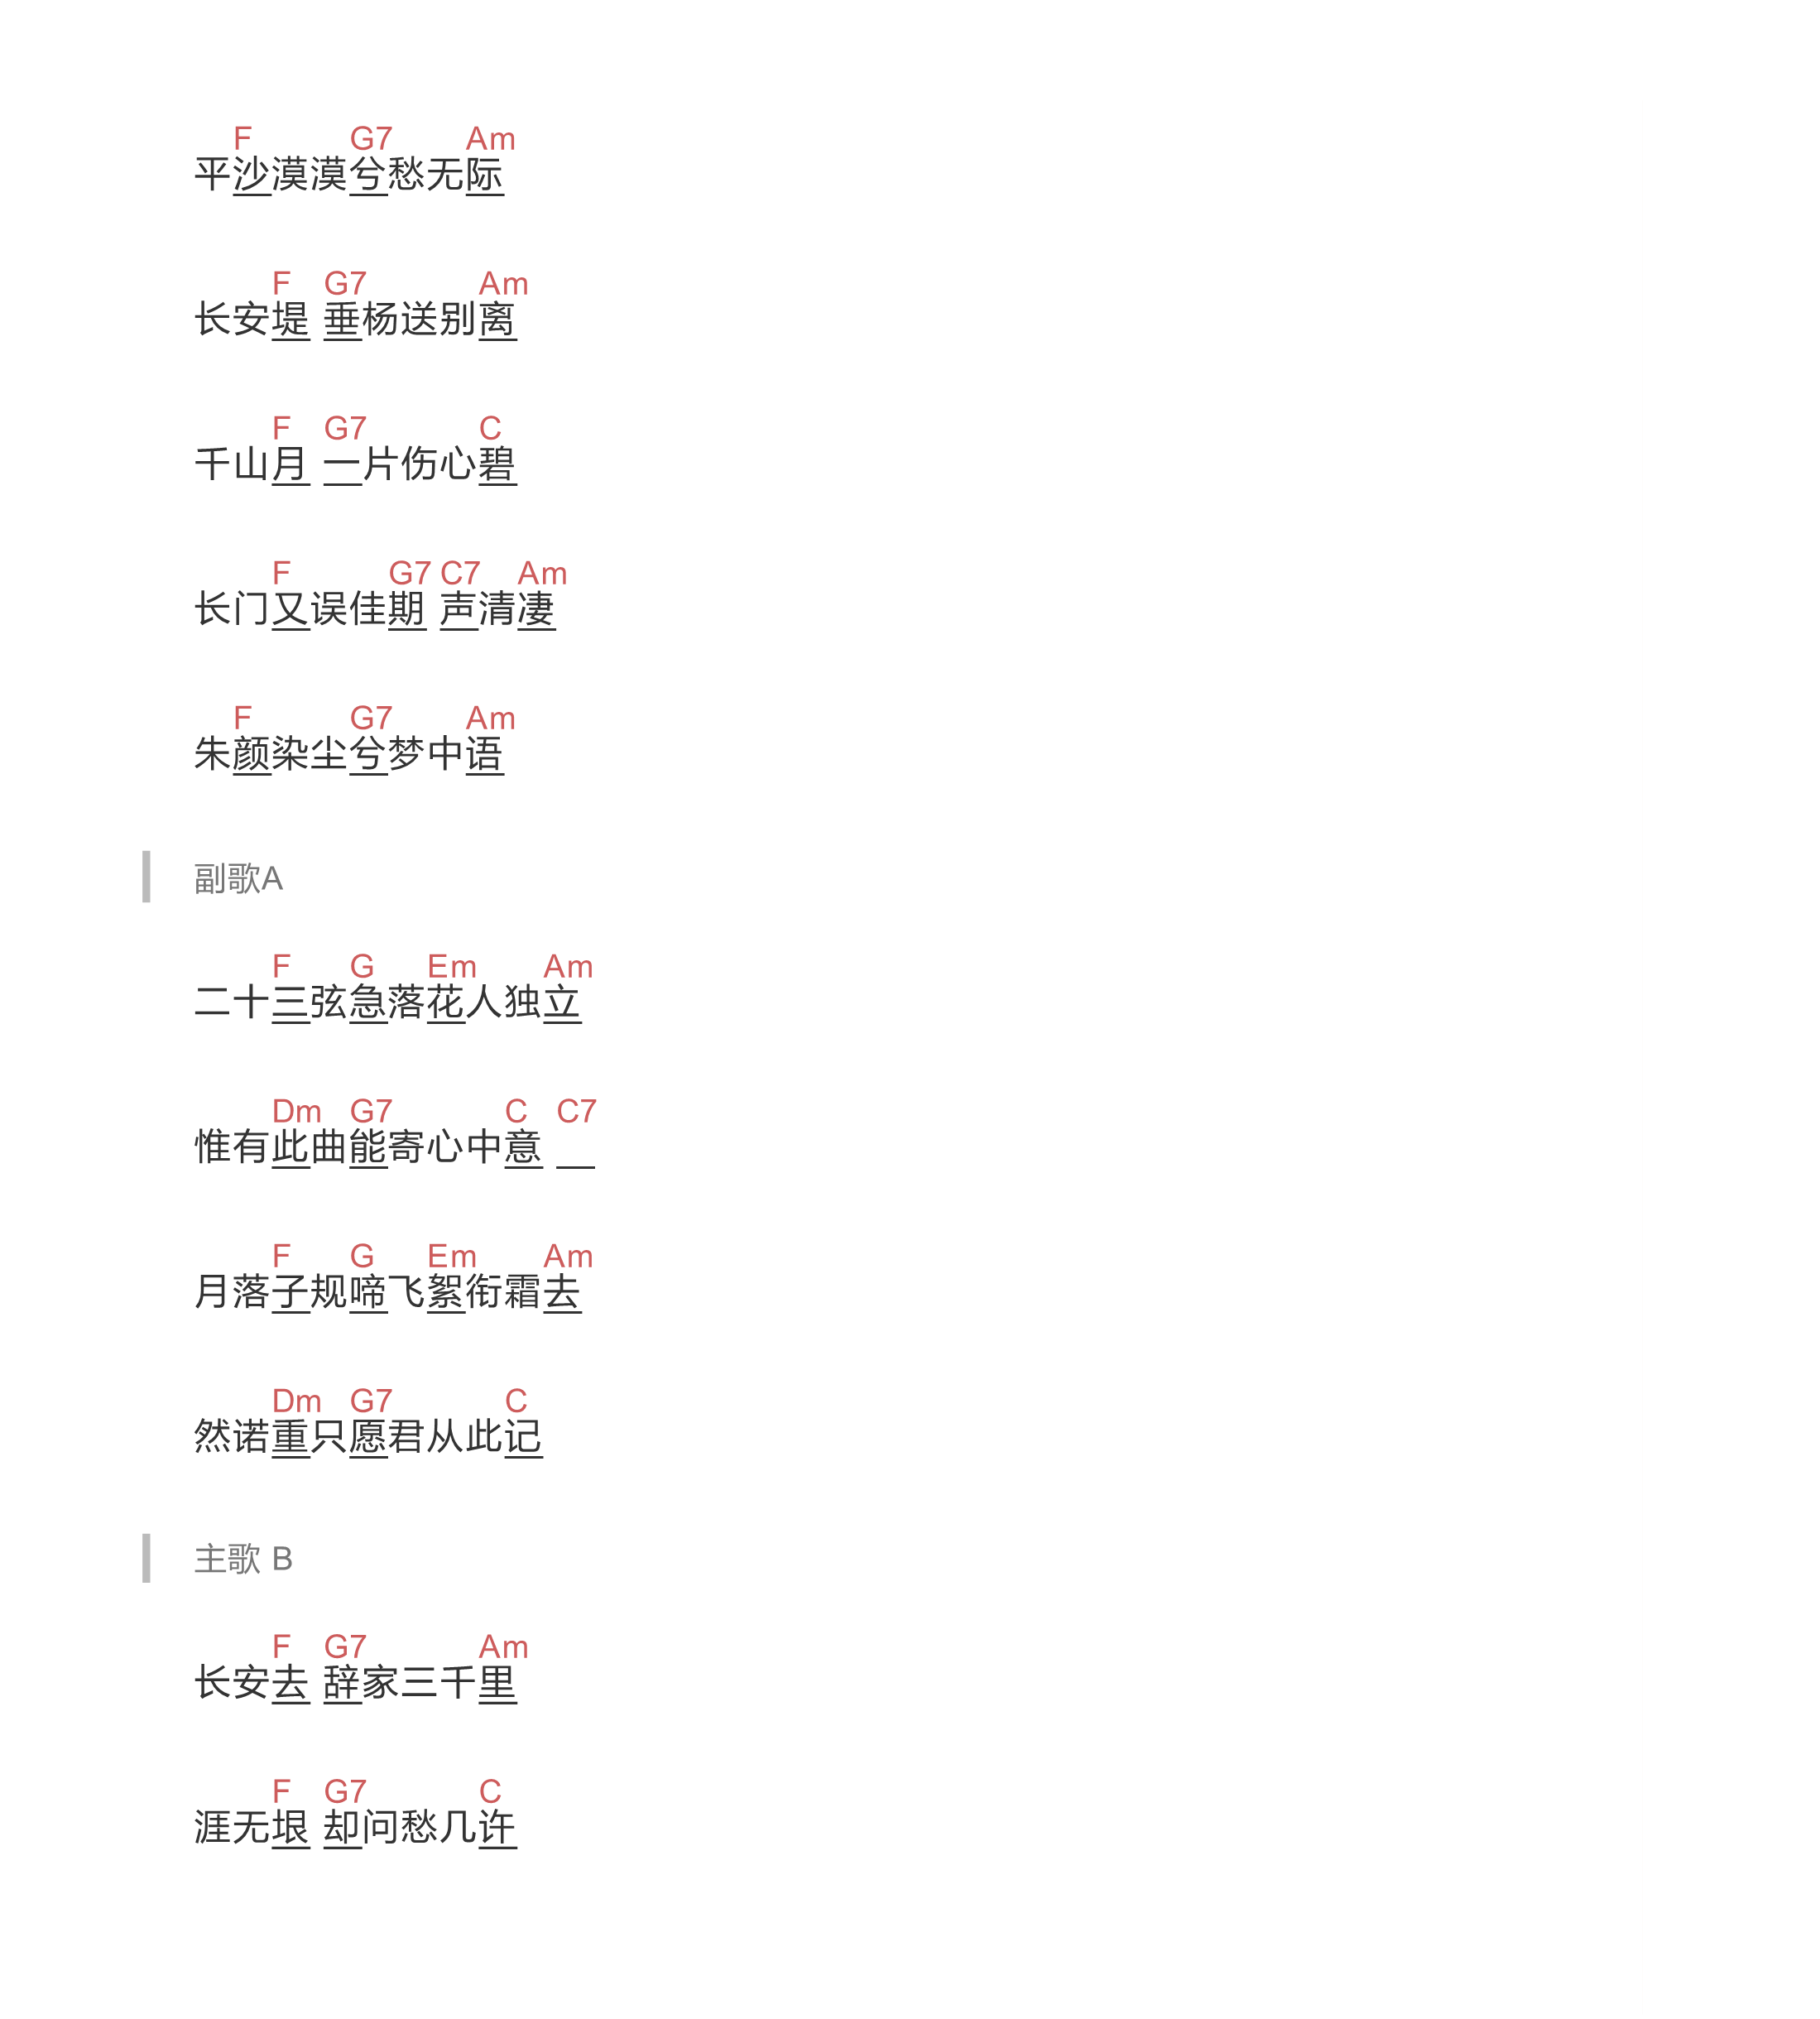 F G7 Am
平沙漠漠兮愁无际
F G7 Am
长安堤 垂杨送别离
F G7 C
千山月 一片伤心碧
F G7 C7 Am
长门又误佳期 声清凄
F G7 Am
朱颜染尘兮梦中语
副歌A
F G Em Am
二十三弦急落花人独立
Dm G7 C C7
惟有此曲能寄心中意
F G Em Am
月落子规啼飞絮衔霜去
Dm G7 C
然诺重只愿君从此记
主歌 B
F G7 Am
长安去 辞家三千里
F G7 C
涯无垠 却问愁几许